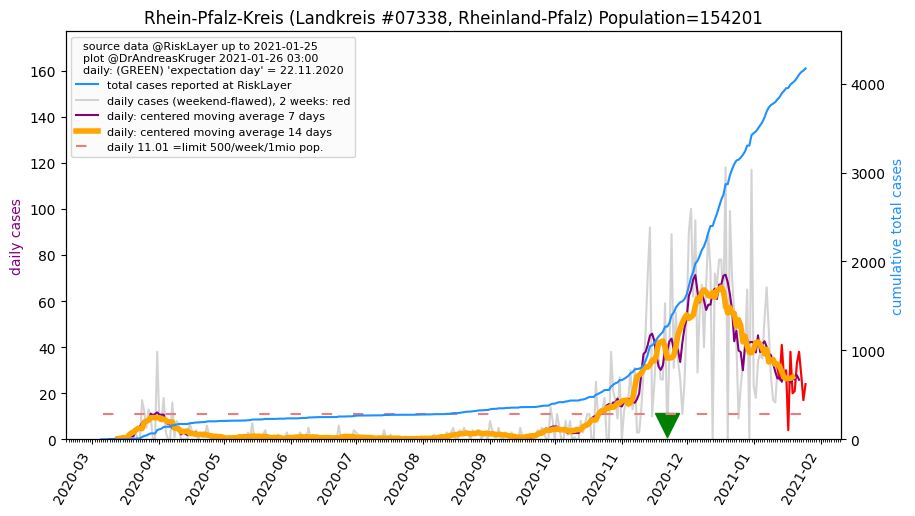 Rhein-Pfalz-Kreis (Landkreis #07338, Rheinland-Pfalz) Population=154201
source data @RiskLayer up to 2021-01-25
plot @DrAndreasKruger 2021-01-26 03:00
daily: (GREEN) 'expectation day' = 22.11.2020
total cases reported at RiskLayer
daily cases (weekend-flawed), 2 weeks: red
daily: centered moving average 7 days
daily: centered moving average 14 days
daily 11.01 =limit 500/week/1mio pop.
daily cases
160
140
120
100
80
60
40
20
0
cumulative total cases
4000
3000
2000
1000
0
2020-03
2020-04
2020-05
2020-06
2020-07
2020-08
2020-09
2020-10
2020-11
2020-12
2021-01
2021-02